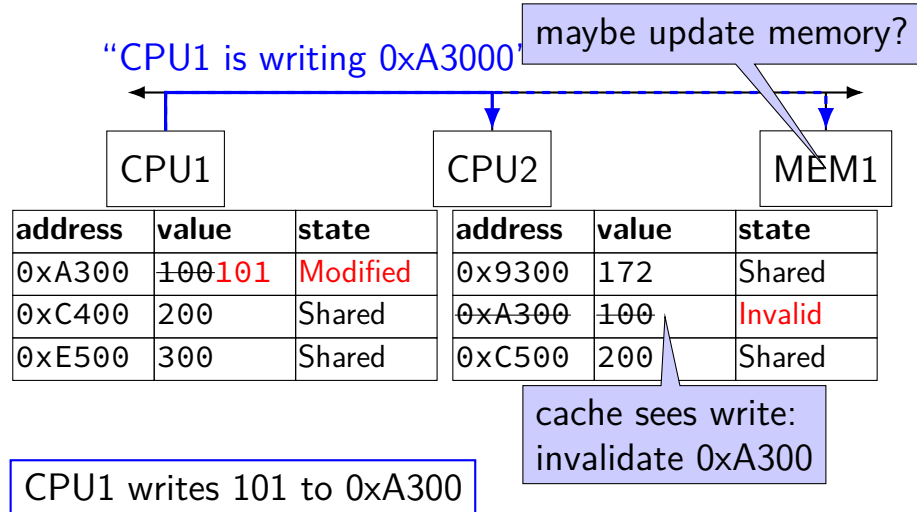 maybe update memory?
“CPU1 is writing 0xA3000”
CPU1
CPU2
MEM1
address value state
0xA300 100101 Modified
0xC400 200 Shared
0xE500 300 Shared
address value state
0x9300 172 Shared
0xA300 100 Invalid
0xC500 200 Shared
cache sees write:
invalidate 0xA300
CPU1 writes 101 to 0xA300